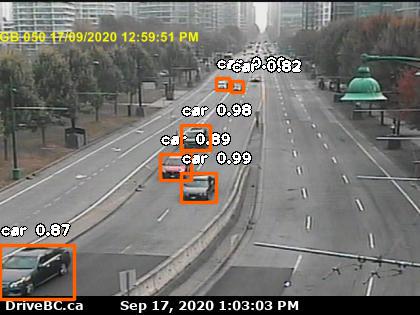 GB 050 17/09/2020 12:59:51 PM
car 0.82
car 0.98
car 0.89
car 0.99
car 0.87
DriveBC.ca
Sep 17, 2020 1:03:03 PM